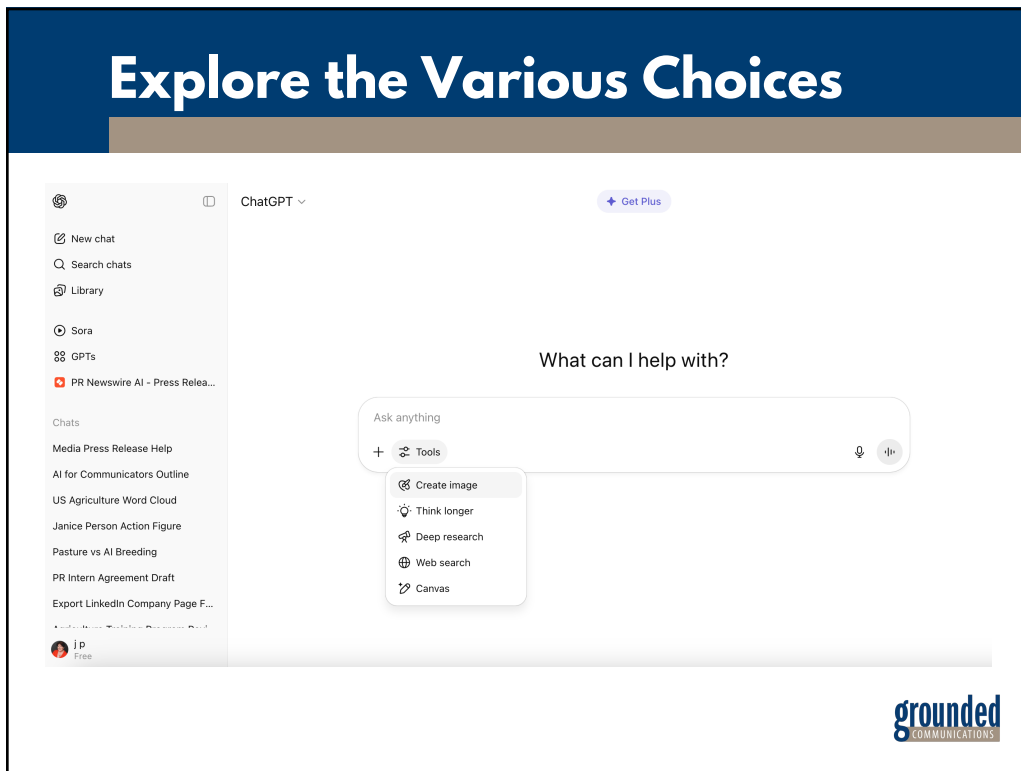 Explore the Various Choices
ChatGPT
Get Plus
New chat
Search chats
Library
Sora
GPTs
PR Newswire AI - Press Relea...
Chats
Media Press Release Help
AI for Communicators Outline
US Agriculture Word Cloud
Janice Person Action Figure
Pasture vs AI Breeding
PR Intern Agreement Draft
Export LinkedIn Company Page F...
j p
Free
What can I help with?
Ask anything
Tools
Create image
Think longer
Deep research
Web search
Canvas
grounded
COMMUNICATIONS